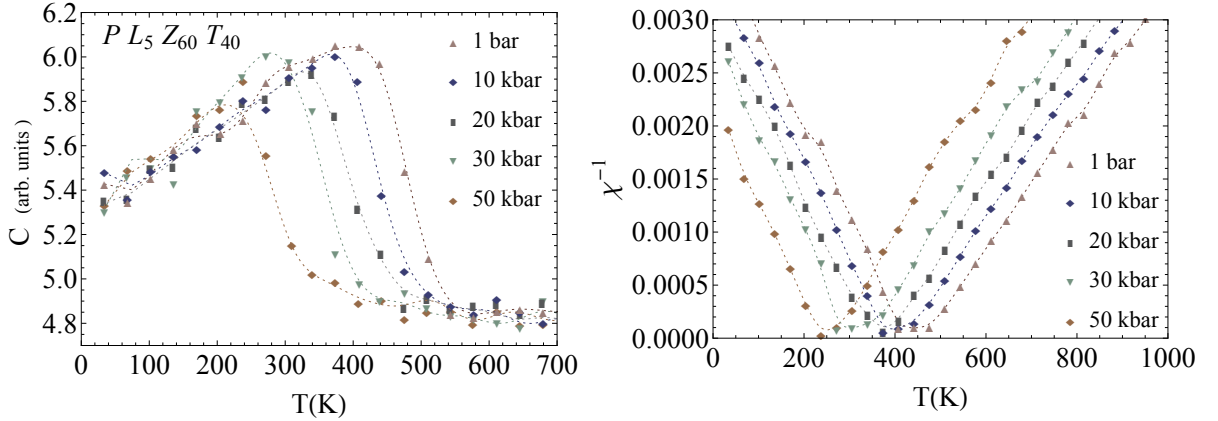 P L₅ Z₆₀ T₄₀
C (arb. units)
6.2
6.0
5.8
5.6
5.4
5.2
5.0
4.8
1 bar
10 kbar
20 kbar
30 kbar
50 kbar
0 100 200 300 400 500 600 700
T(K)
χ⁻¹
0.0030
0.0025
0.0020
0.0015
0.0010
0.0005
0.0000
1 bar
10 kbar
20 kbar
30 kbar
50 kbar
0 200 400 600 800 1000
T(K)